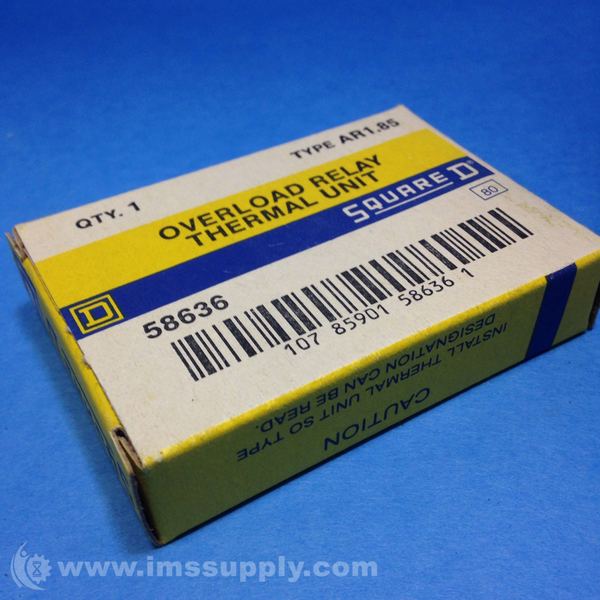 QTY. 1
TYPE AR1.85
OVERLOAD RELAY
THERMAL UNIT
SQUARE D®
80
D
58636
107 85901 58636 1
CAUTION
INSTALL THERMAL UNIT SO TYPE
DESIGNATION CAN BE READ.
www.imssupply.com